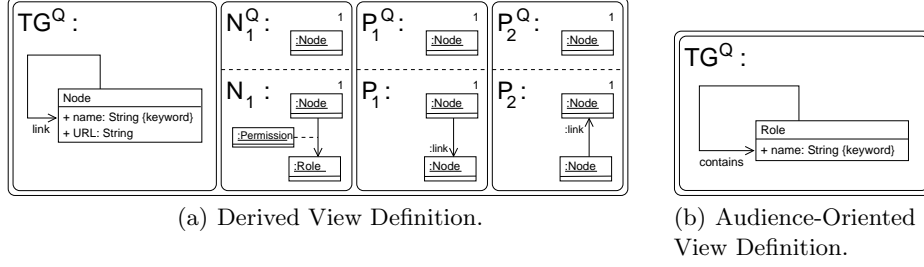 TG^Q :
Node
+ name: String {keyword}
+ URL: String
link
N_1^Q :
1
:Node
N_1 :
1
:Node
:Permission
:Role
P_1^Q :
1
:Node
P_1 :
1
:Node
:link
:Node
P_2^Q :
1
:Node
P_2 :
1
:Node
:link
:Node
(a) Derived View Definition.
TG^Q :
Role
+ name: String {keyword}
contains
(b) Audience-Oriented
View Definition.